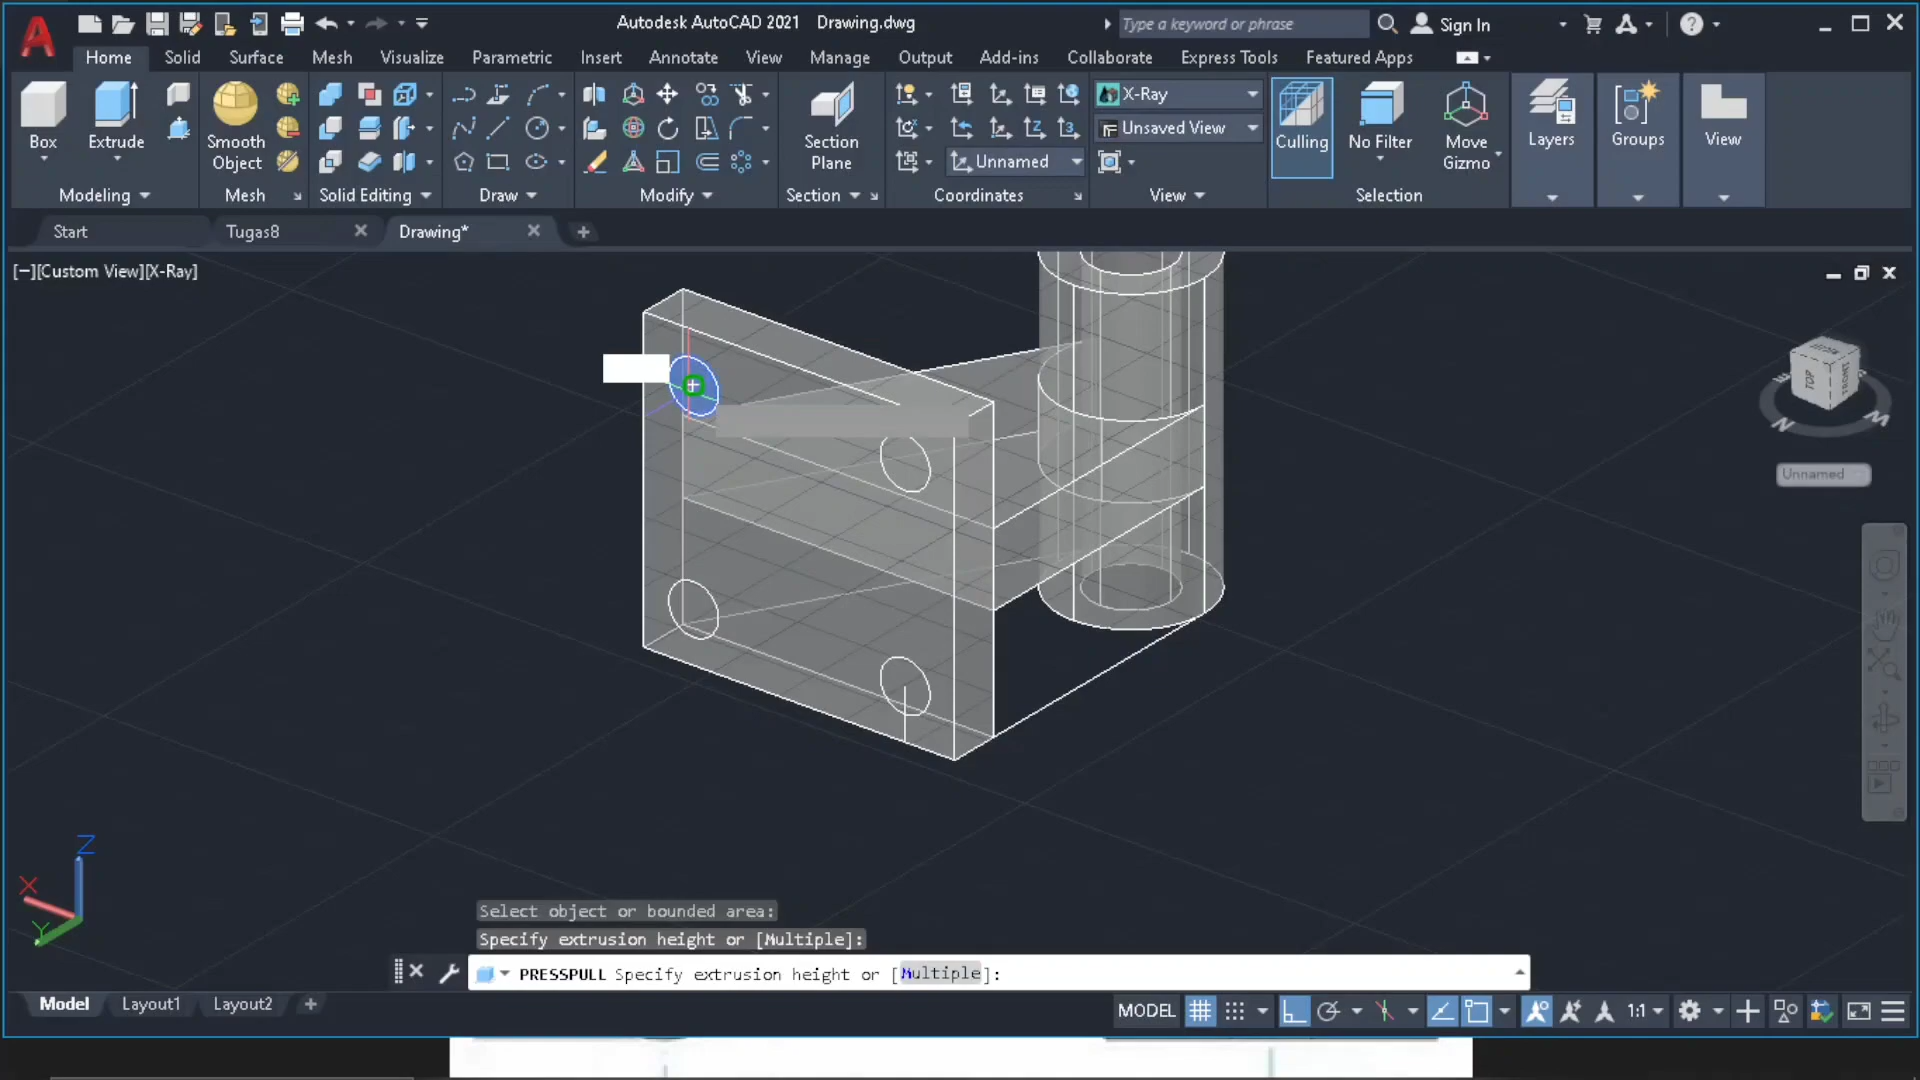 Autodesk AutoCAD 2021 Drawing.dwg
Type a keyword or phrase
Sign In
Home Solid Surface Mesh Visualize Parametric Insert Annotate View Manage Output Add-ins Collaborate Express Tools Featured Apps
Box
Extrude
Smooth
Object
Section
Plane
X-Ray
Unsaved View
Unnamed
Culling
No Filter
Move
Gizmo
Layers
Groups
View
Modeling Mesh Solid Editing Draw Modify Section Coordinates View Selection
Start Tugas8 Drawing*
[−][Custom View][X-Ray]
TOP
FRONT
N
Unnamed
Z
X
Y
Select object or bounded area:
Specify extrusion height or [Multiple]:
PRESSPULL Specify extrusion height or [Multiple]:
Model Layout1 Layout2
MODEL 1:1